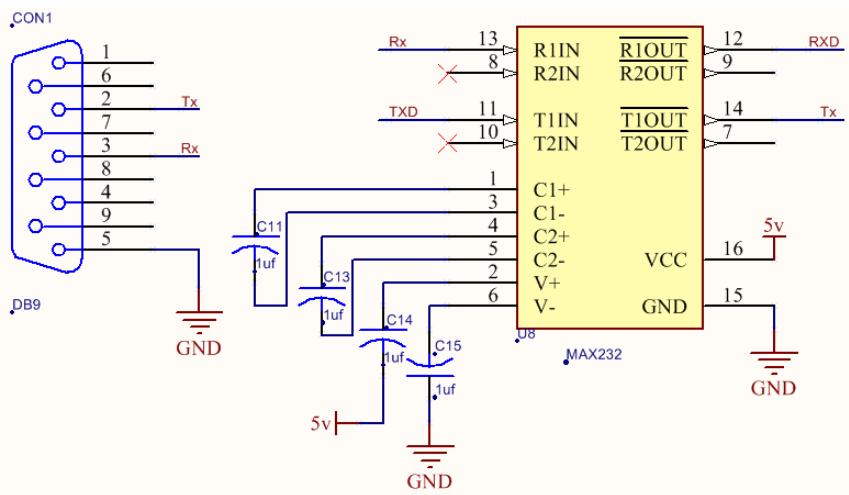 CON1
1
6
2 Tx
7
3 Rx
8
4
9
5
DB9
GND
Rx 13 R1IN R1OUT 12 RXD
8 R2IN R2OUT 9
TXD 11 T1IN T1OUT 14 Tx
10 T2IN T2OUT 7
1 C1+
3 C1-
4 C2+
5 C2- VCC 16 5v
2 V+
6 V- GND 15
C11
1uf
C13
1uf
C14
1uf
C15
1uf
U8
MAX232
GND
5v
GND